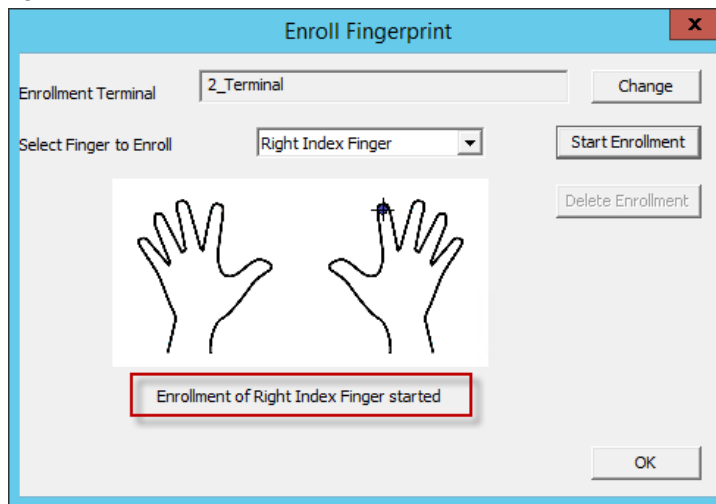 Enroll Fingerprint
x
Enrollment Terminal
2_Terminal
Change
Select Finger to Enroll
Right Index Finger
Start Enrollment
Delete Enrollment
Enrollment of Right Index Finger started
OK